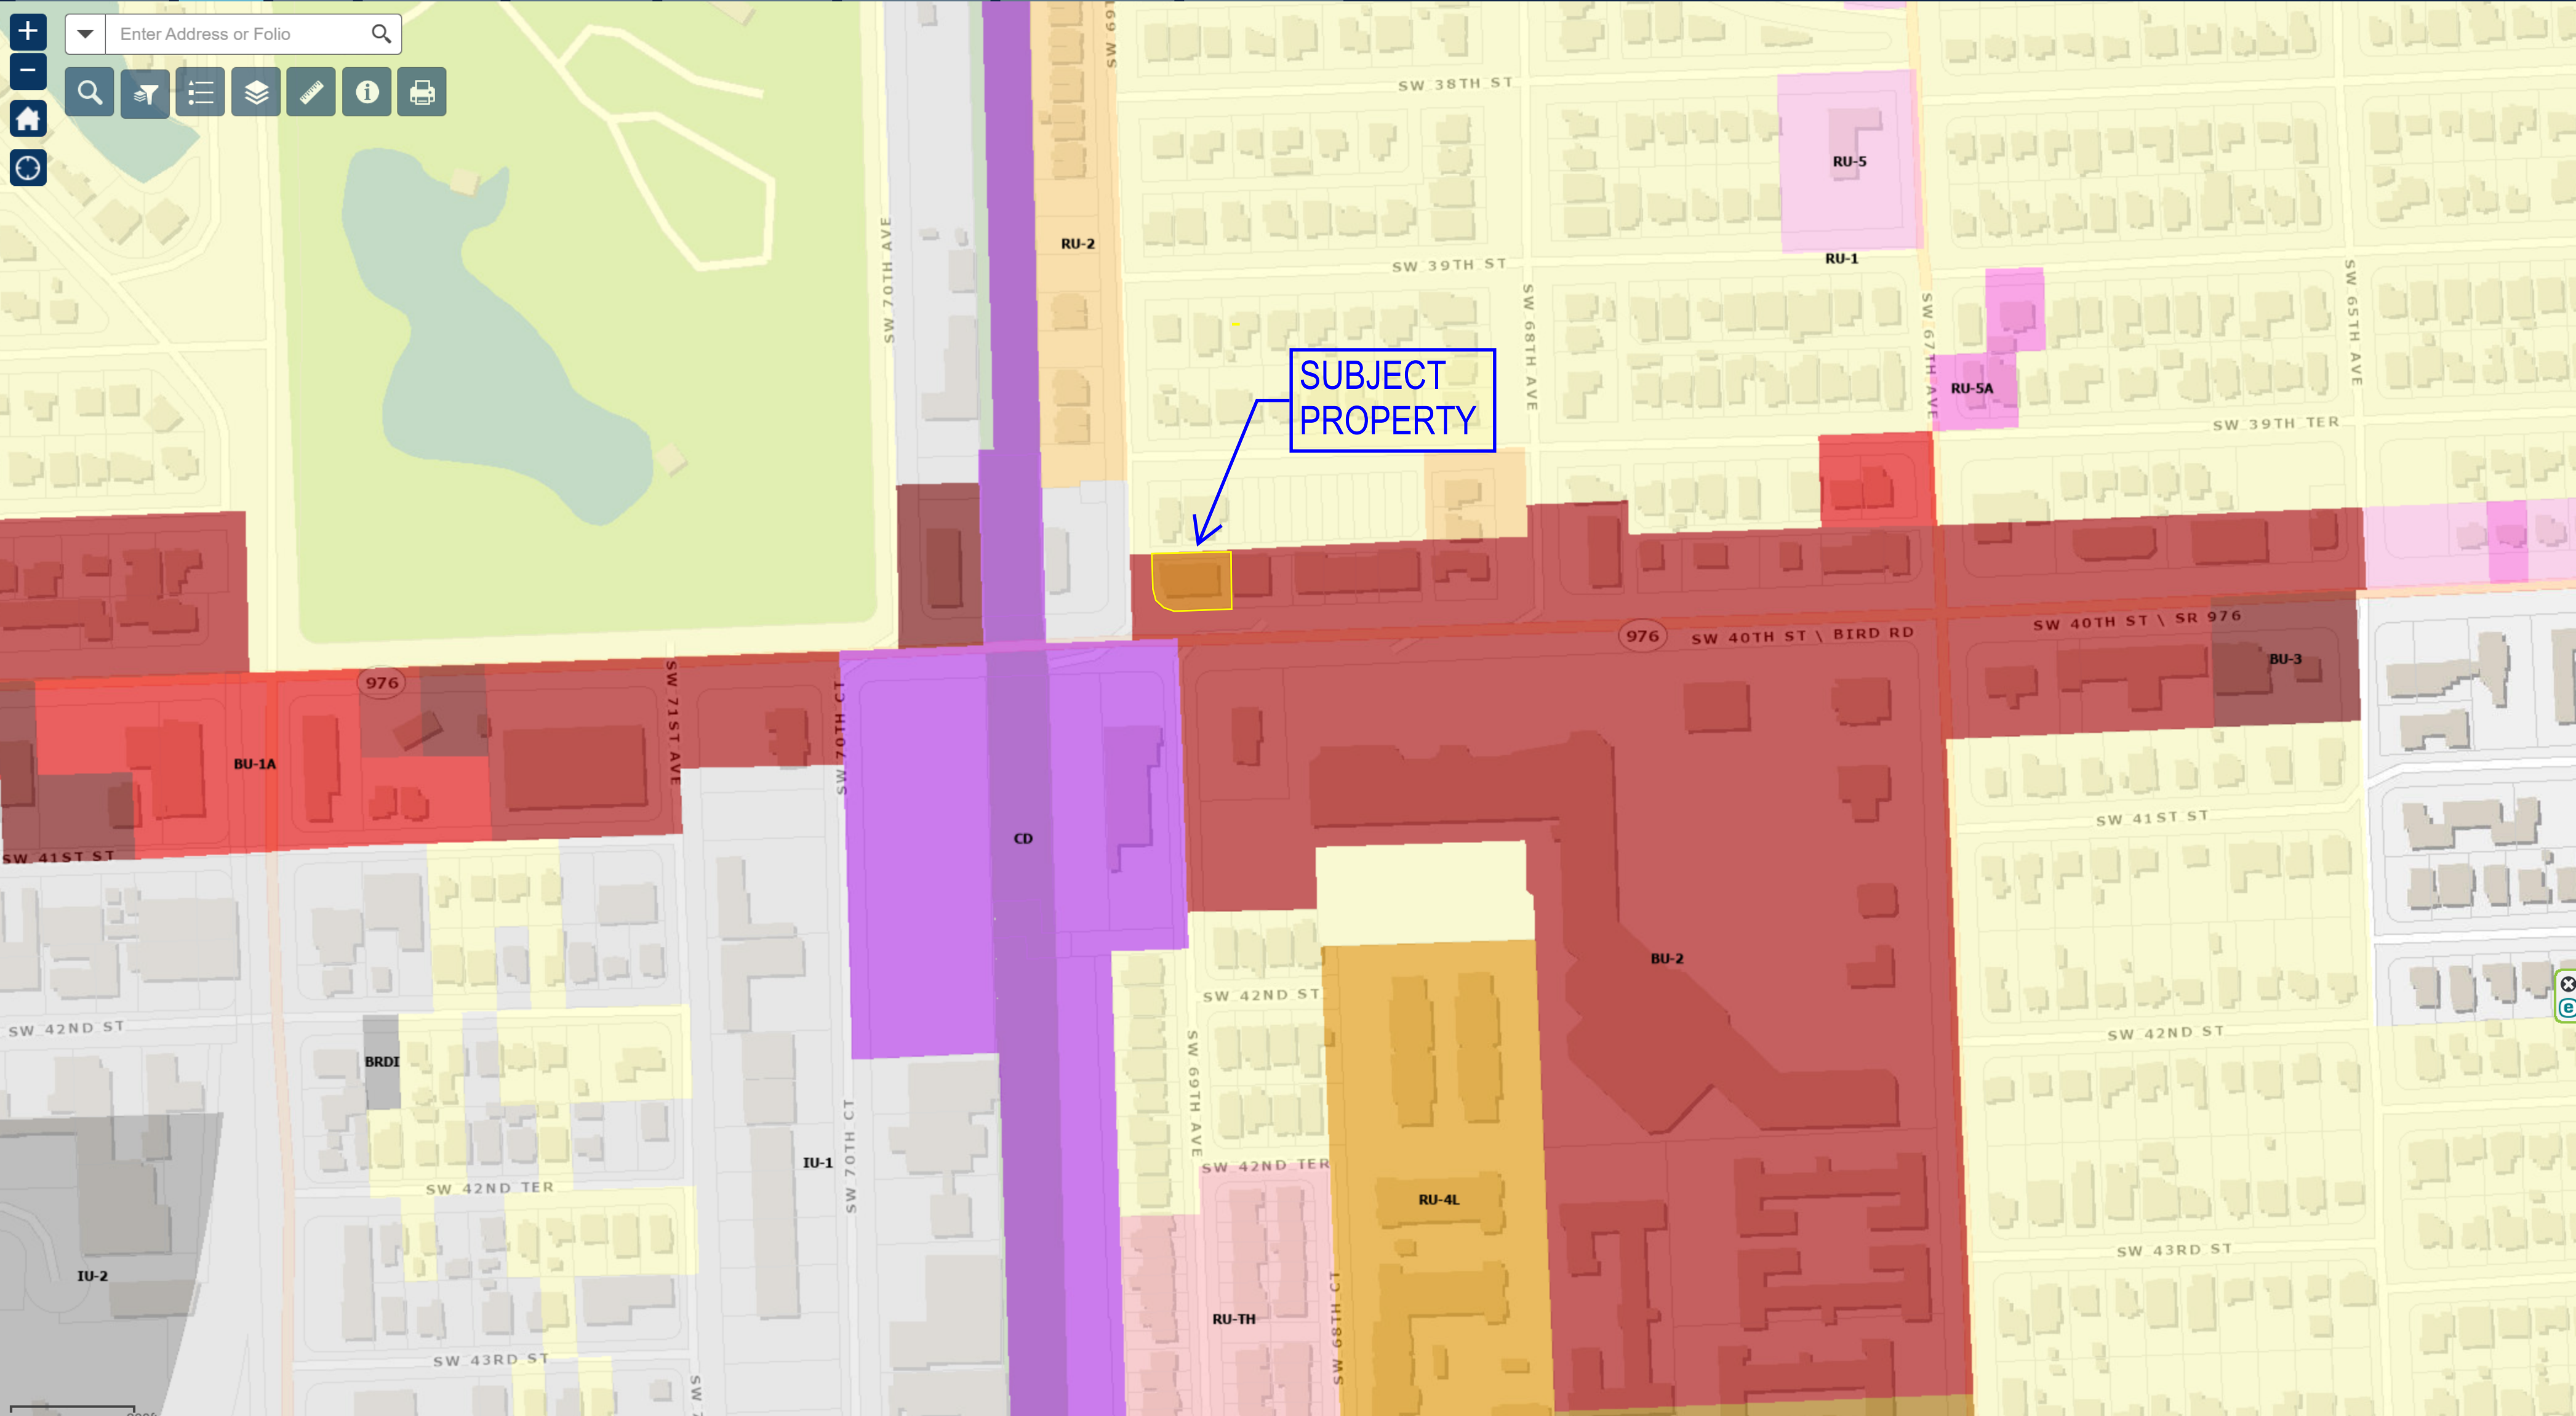 Enter Address or Folio
SW 69
SW 38TH ST
RU-5
SW 70TH AVE
RU-2
RU-1
SW 39TH ST
SW 68TH AVE
SW 67TH AVE
SW 65TH AVE
SUBJECT
PROPERTY
RU-5A
SW 39TH TER
976
SW 40TH ST \ BIRD RD
SW 40TH ST \ SR 976
BU-3
976
SW 71ST AVE
SW 70TH CT
BU-1A
CD
SW 41ST ST
SW 41ST ST
BU-2
SW 42ND ST
SW 42ND ST
SW 42ND ST
BRDI
SW 69TH AVE
IU-1
SW 70TH CT
SW 42ND TER
SW 42ND TER
RU-4L
SW 43RD ST
IU-2
RU-TH
SW 68TH CT
SW 43RD ST
SW